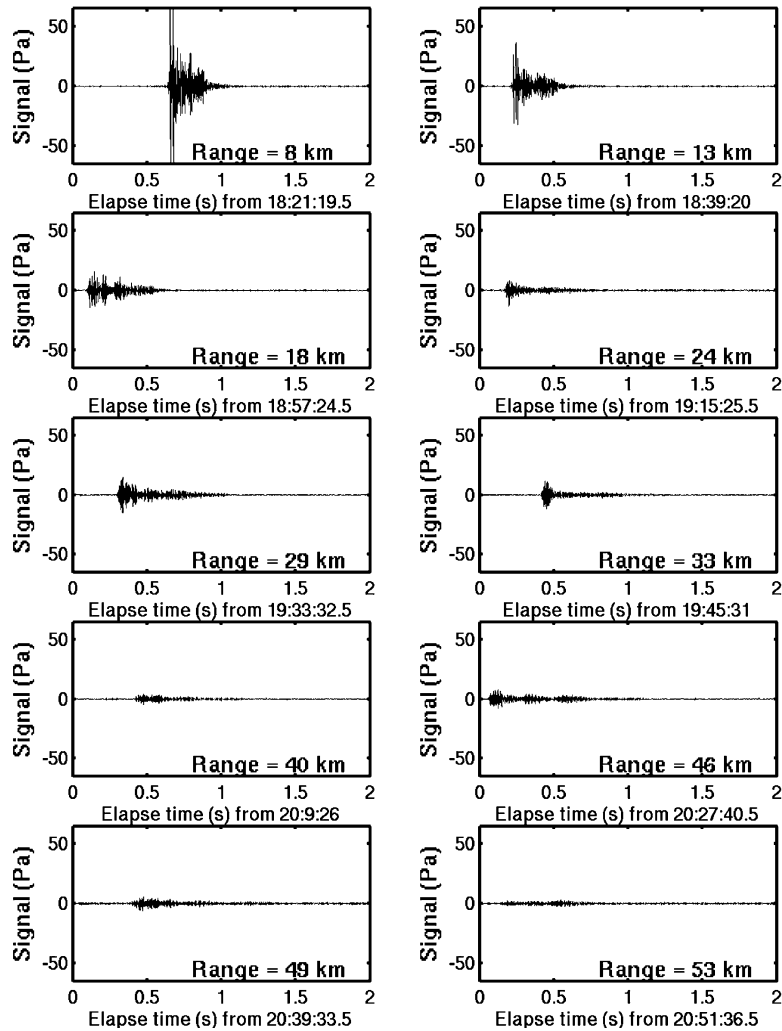 50
0
-50
Signal (Pa)
Range = 8 km
0 0.5 1 1.5 2
Elapse time (s) from 18:21:19.5
50
0
-50
Signal (Pa)
Range = 13 km
0 0.5 1 1.5 2
Elapse time (s) from 18:39:20
50
0
-50
Signal (Pa)
Range = 18 km
0 0.5 1 1.5 2
Elapse time (s) from 18:57:24.5
50
0
-50
Signal (Pa)
Range = 24 km
0 0.5 1 1.5 2
Elapse time (s) from 19:15:25.5
50
0
-50
Signal (Pa)
Range = 29 km
0 0.5 1 1.5 2
Elapse time (s) from 19:33:32.5
50
0
-50
Signal (Pa)
Range = 33 km
0 0.5 1 1.5 2
Elapse time (s) from 19:45:31
50
0
-50
Signal (Pa)
Range = 40 km
0 0.5 1 1.5 2
Elapse time (s) from 20:9:26
50
0
-50
Signal (Pa)
Range = 46 km
0 0.5 1 1.5 2
Elapse time (s) from 20:27:40.5
50
0
-50
Signal (Pa)
Range = 49 km
0 0.5 1 1.5 2
Elapse time (s) from 20:39:33.5
50
0
-50
Signal (Pa)
Range = 53 km
0 0.5 1 1.5 2
Elapse time (s) from 20:51:36.5